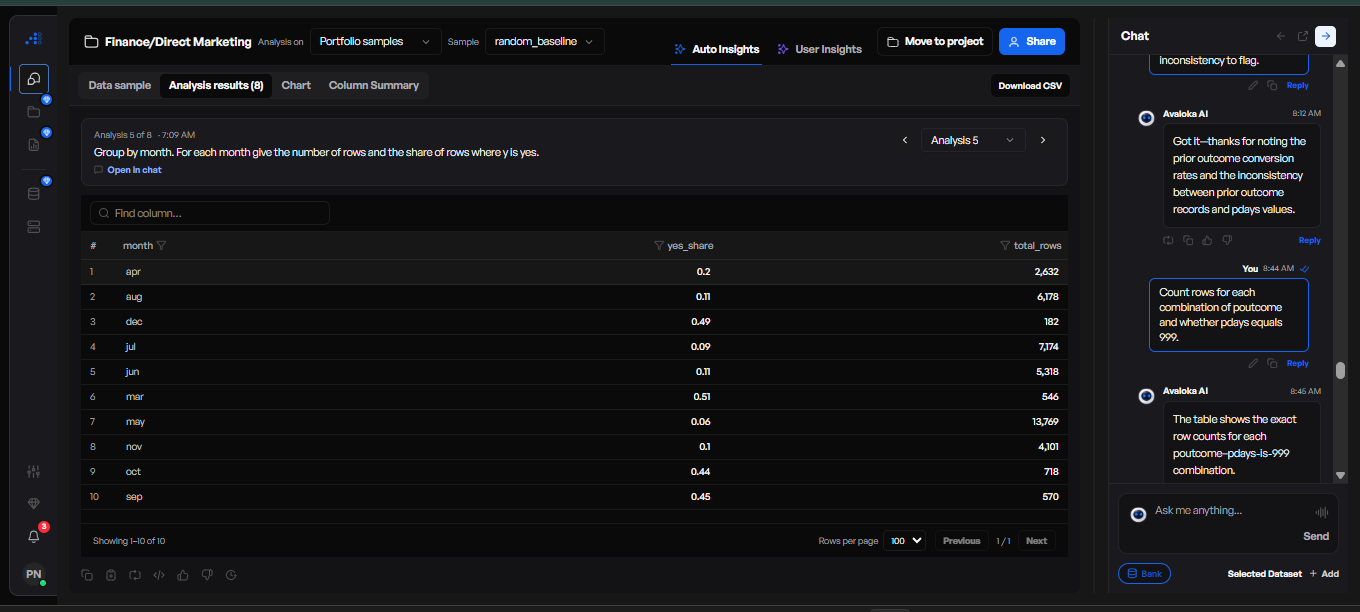 Finance/Direct Marketing Analysis on Portfolio samples Sample random_baseline
Auto Insights User Insights Move to project Share
Data sample Analysis results (8) Chart Column Summary Download CSV
Analysis 5 of 8 · 7:09 AM
Group by month. For each month give the number of rows and the share of rows where y is yes.
Open in chat
Analysis 5
Find column...
# month yes_share total_rows
1 apr 0.2 2,632
2 aug 0.11 6,178
3 dec 0.49 182
4 jul 0.09 7,174
5 jun 0.11 5,318
6 mar 0.51 546
7 may 0.06 13,769
8 nov 0.1 4,101
9 oct 0.44 718
10 sep 0.45 570
Showing 1–10 of 10 Rows per page 100 Previous 1 / 1 Next
3
PN
Chat
inconsistency to flag.
Reply
Avaloka AI 8:12 AM
Got it—thanks for noting the
prior outcome conversion
rates and the inconsistency
between prior outcome
records and pdays values.
Reply
You 8:44 AM
Count rows for each
combination of poutcome
and whether pdays equals
999.
Reply
Avaloka AI 8:45 AM
The table shows the exact
row counts for each
poutcome–pdays-is-999
combination.
Ask me anything...
Send
Bank Selected Dataset + Add